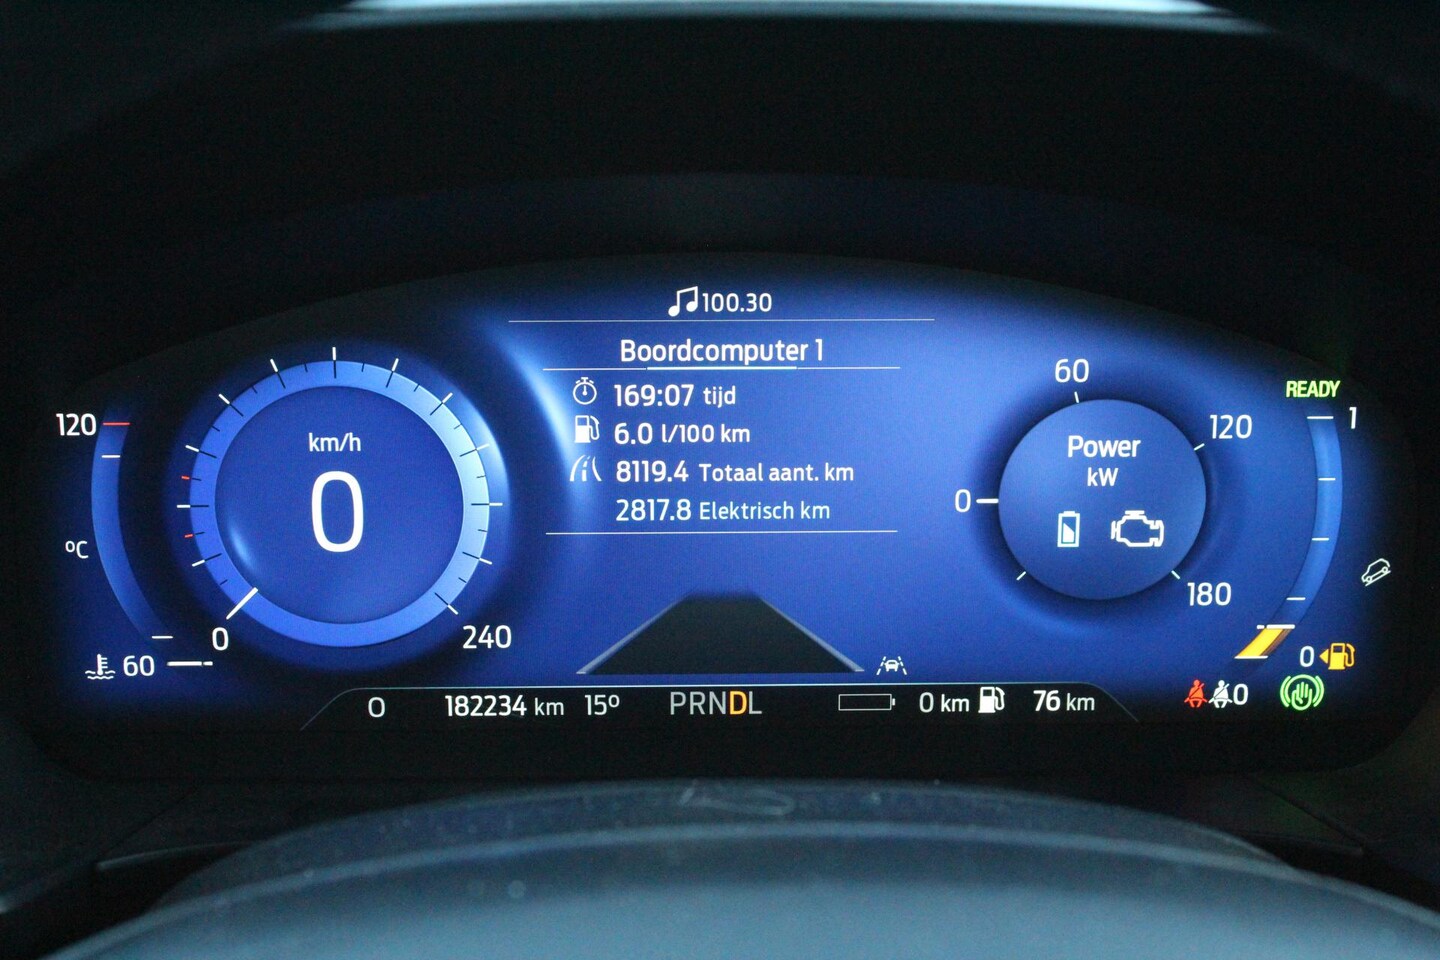 100.30
Boordcomputer 1
169:07 tijd
6.0 l/100 km
8119.4 Totaal aant. km
2817.8 Elektrisch km
120
ºC
60
km/h
0
0
240
60
120
0
180
Power
kW
READY
1
0
0
0
182234 km
15º
PRNDL
0 km
76 km